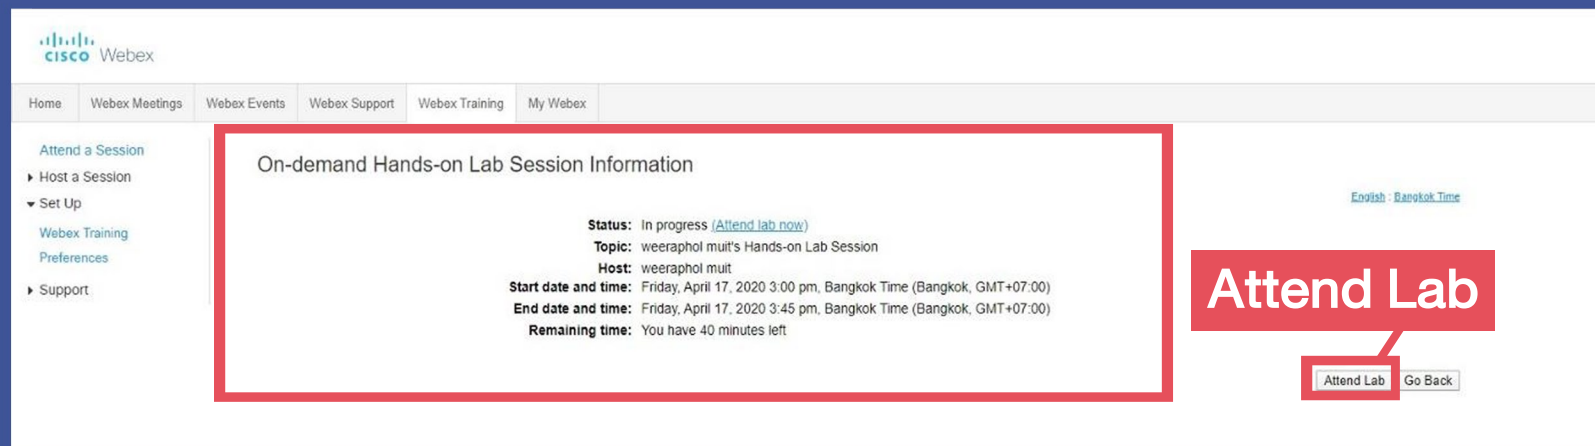 CISCO Webex
Home Webex Meetings Webex Events Webex Support Webex Training My Webex
Attend a Session
Host a Session
Set Up
Webex Training
Preferences
Support
On-demand Hands-on Lab Session Information
English : Bangkok Time
Status: In progress (Attend lab now)
Topic: weeraphol muit's Hands-on Lab Session
Host: weeraphol muit
Start date and time: Friday, April 17, 2020 3:00 pm, Bangkok Time (Bangkok, GMT+07:00)
End date and time: Friday, April 17, 2020 3:45 pm, Bangkok Time (Bangkok, GMT+07:00)
Remaining time: You have 40 minutes left
Attend Lab
Attend Lab Go Back